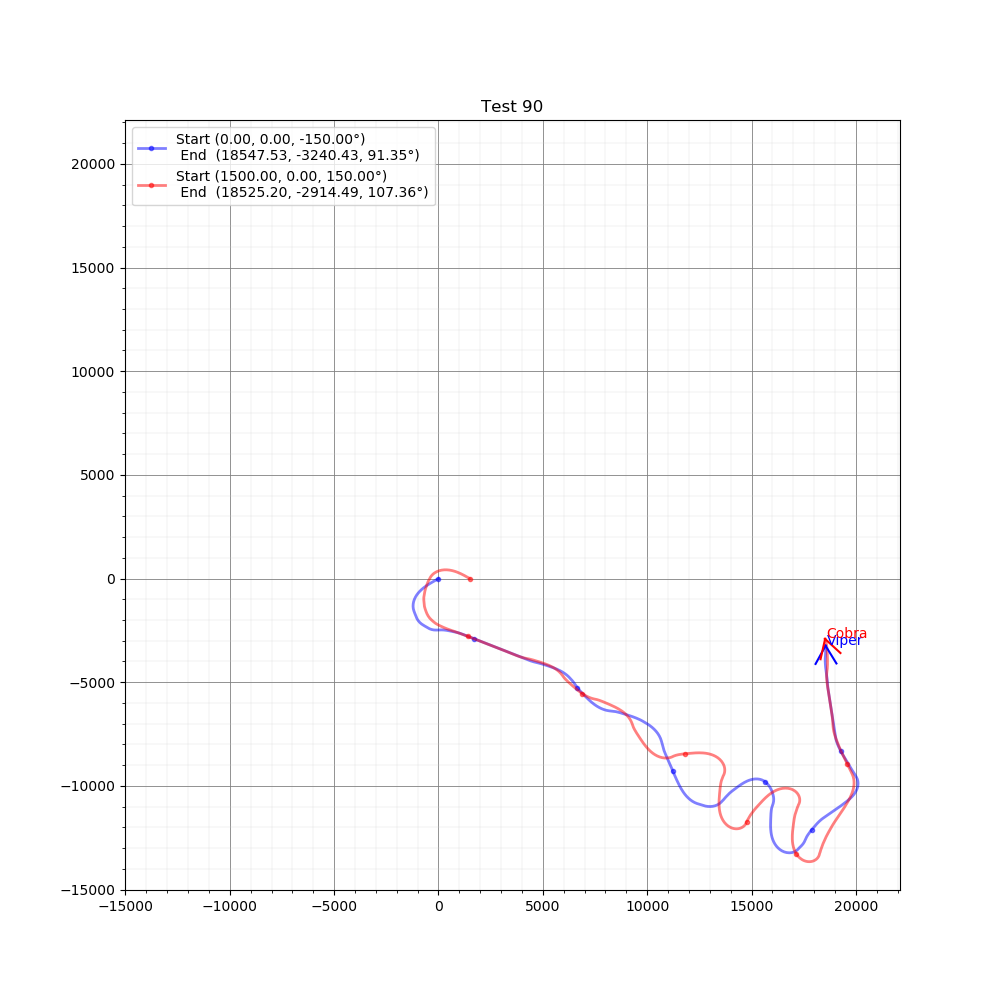 Test 90
Start (0.00, 0.00, -150.00°)
End (18547.53, -3240.43, 91.35°)
Start (1500.00, 0.00, 150.00°)
End (18525.20, -2914.49, 107.36°)
20000
15000
10000
5000
0
−5000
−10000
−15000
Cobra
Viper
−15000 −10000 −5000 0 5000 10000 15000 20000